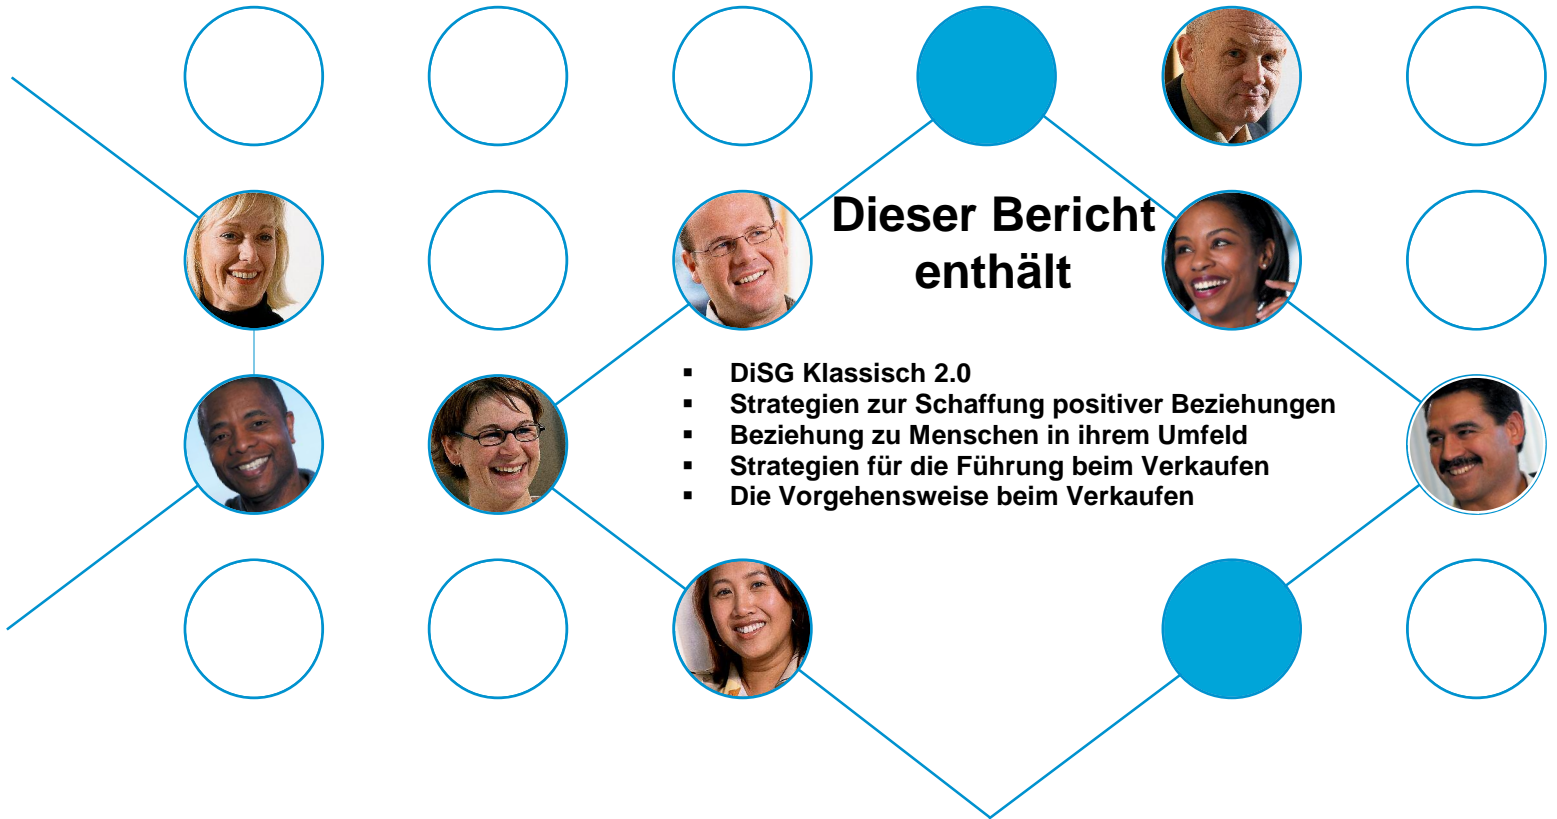 Dieser Bericht
enthält
▪ DiSG Klassisch 2.0
▪ Strategien zur Schaffung positiver Beziehungen
▪ Beziehung zu Menschen in ihrem Umfeld
▪ Strategien für die Führung beim Verkaufen
▪ Die Vorgehensweise beim Verkaufen